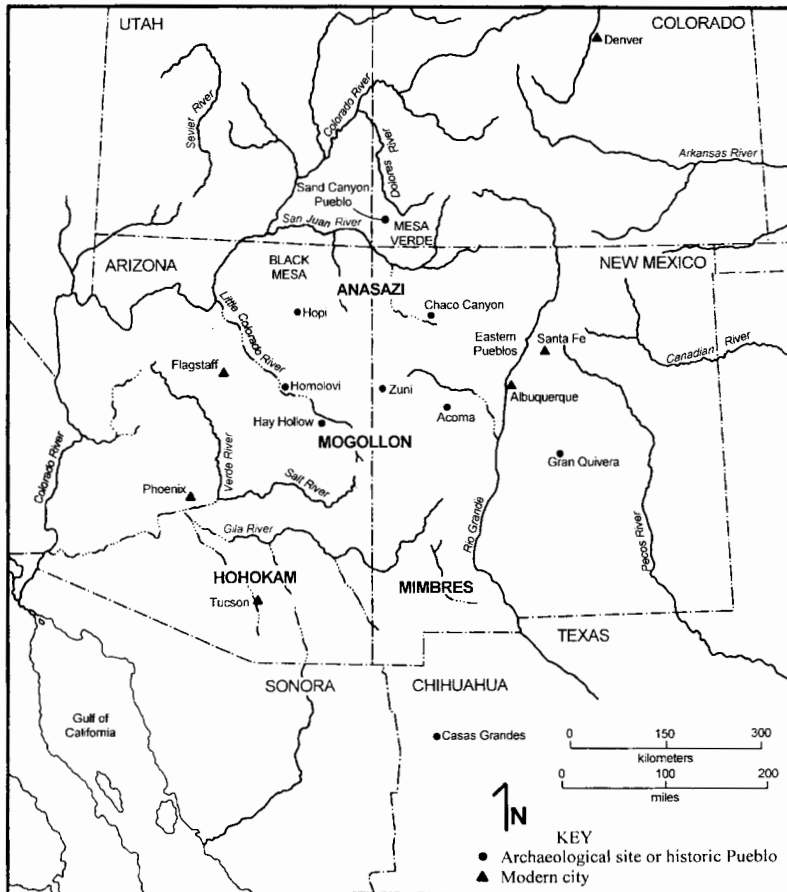 UTAH
COLORADO
Denver
Sevier River
Colorado River
Dolores River
Arkansas River
Sand Canyon
Pueblo
San Juan River
MESA
VERDE
ARIZONA
BLACK
MESA
NEW MEXICO
ANASAZI
Hopi
Chaco Canyon
Little Colorado River
Eastern
Pueblos
Santa Fe
Canadian River
Flagstaff
Homolovi
Zuni
Albuquerque
Acoma
Hay Hollow
MOGOLLON
Gran Quivera
Colorado River
Verde River
Salt River
Phoenix
Rio Grande
Pecos River
Gila River
HOHOKAM
MIMBRES
Tucson
TEXAS
SONORA
CHIHUAHUA
Gulf of
California
Casas Grandes
0 150 300
kilometers
0 100 200
miles
N
KEY
Archaeological site or historic Pueblo
Modern city